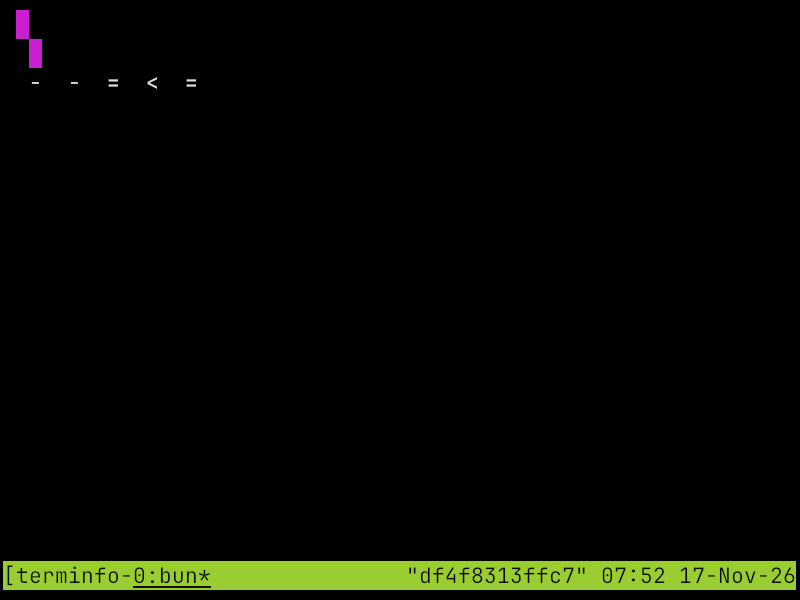 - - = < =
[terminfo-0:bun* "df4f8313ffc7" 07:52 17-Nov-26